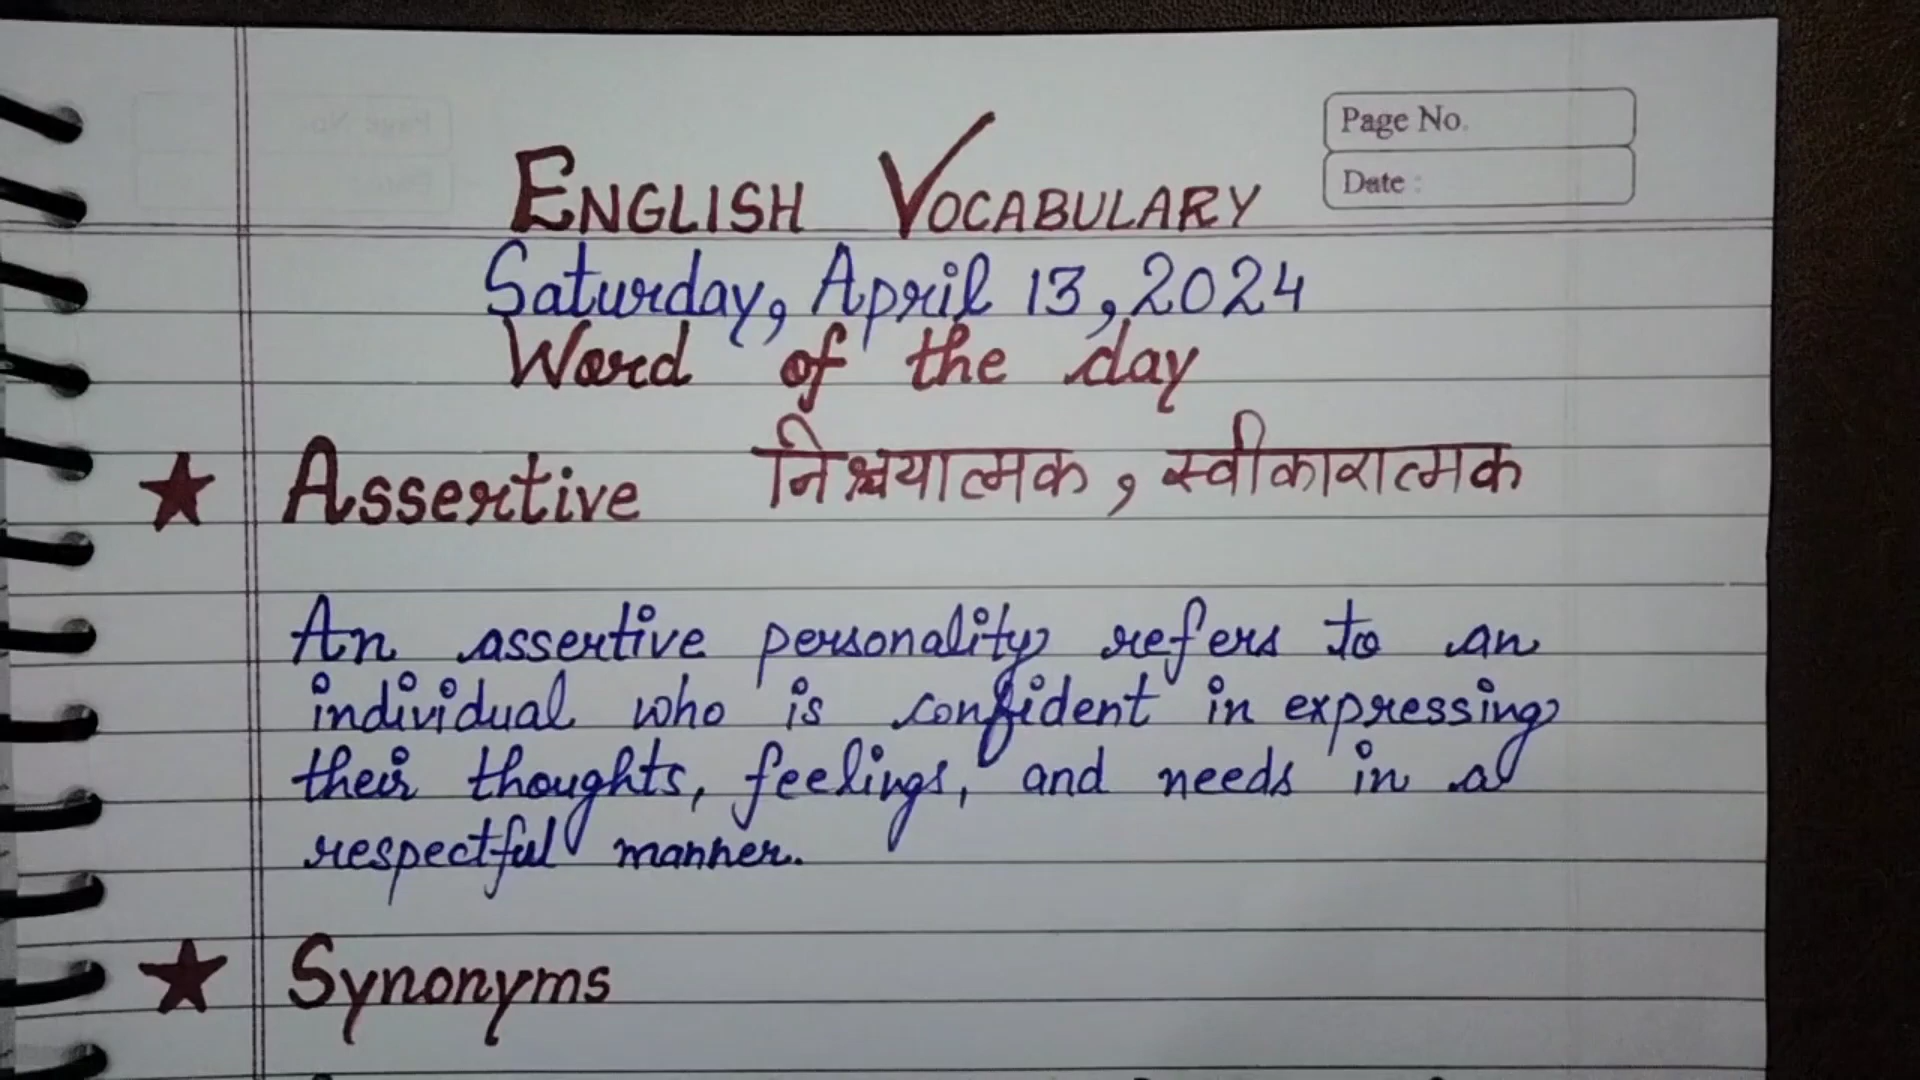 Page No.
Date :
ENGLISH VOCABULARY
Saturday, April 13, 2024
Word of the day
★ Assertive निश्चयात्मक, स्वीकारात्मक
An assertive personality refers to an
individual who is confident in expressing
their thoughts, feelings, and needs in a
respectful manner.
★ Synonyms